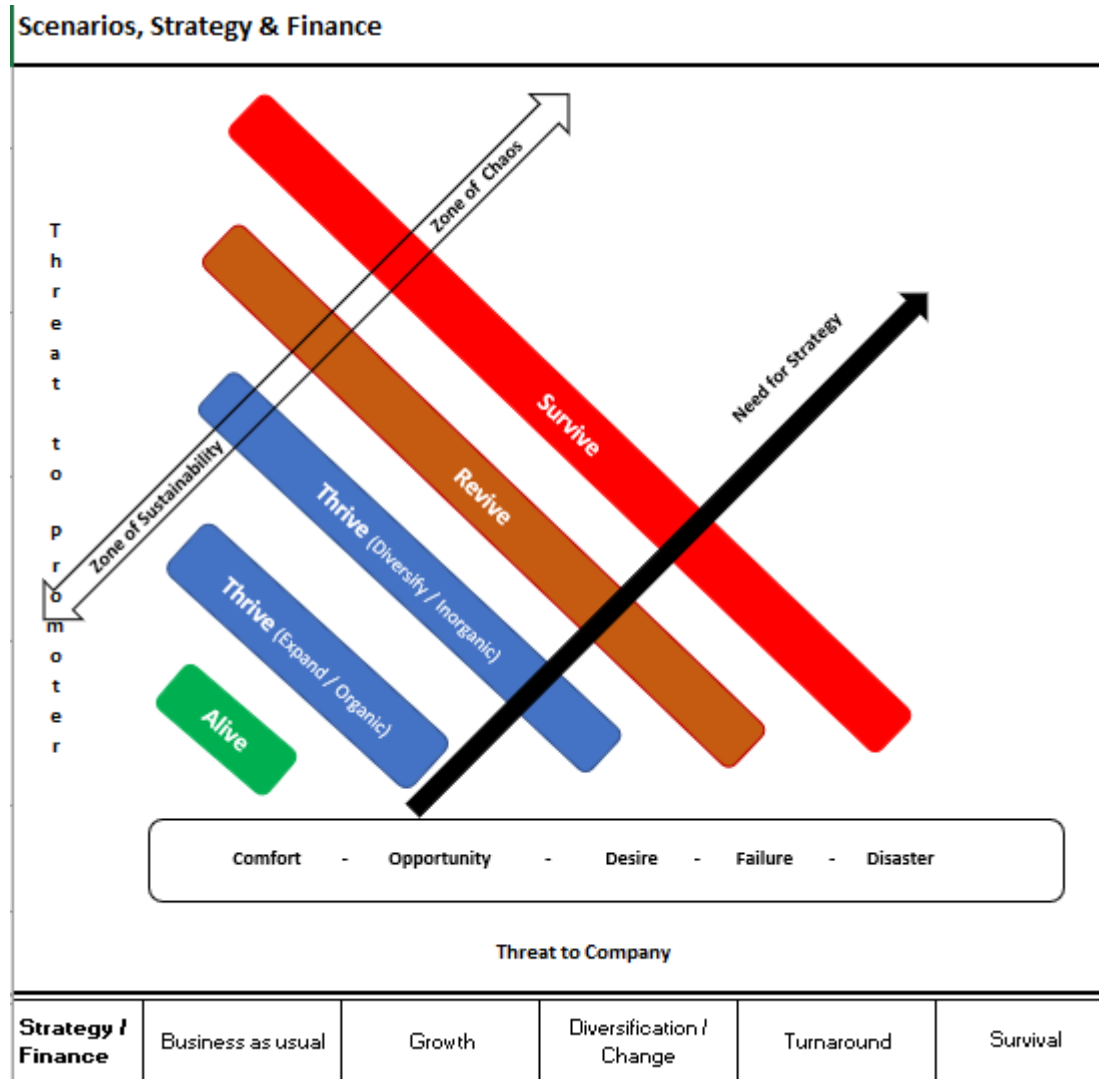 Scenarios, Strategy & Finance
Threat to Promoter
Zone of Chaos
Zone of Sustainability
Need for Strategy
Survive
Revive
Thrive (Diversify / Inorganic)
Thrive (Expand / Organic)
Alive
Comfort - Opportunity - Desire - Failure - Disaster
Threat to Company
Strategy /
Finance
Business as usual
Growth
Diversification /
Change
Turnaround
Survival